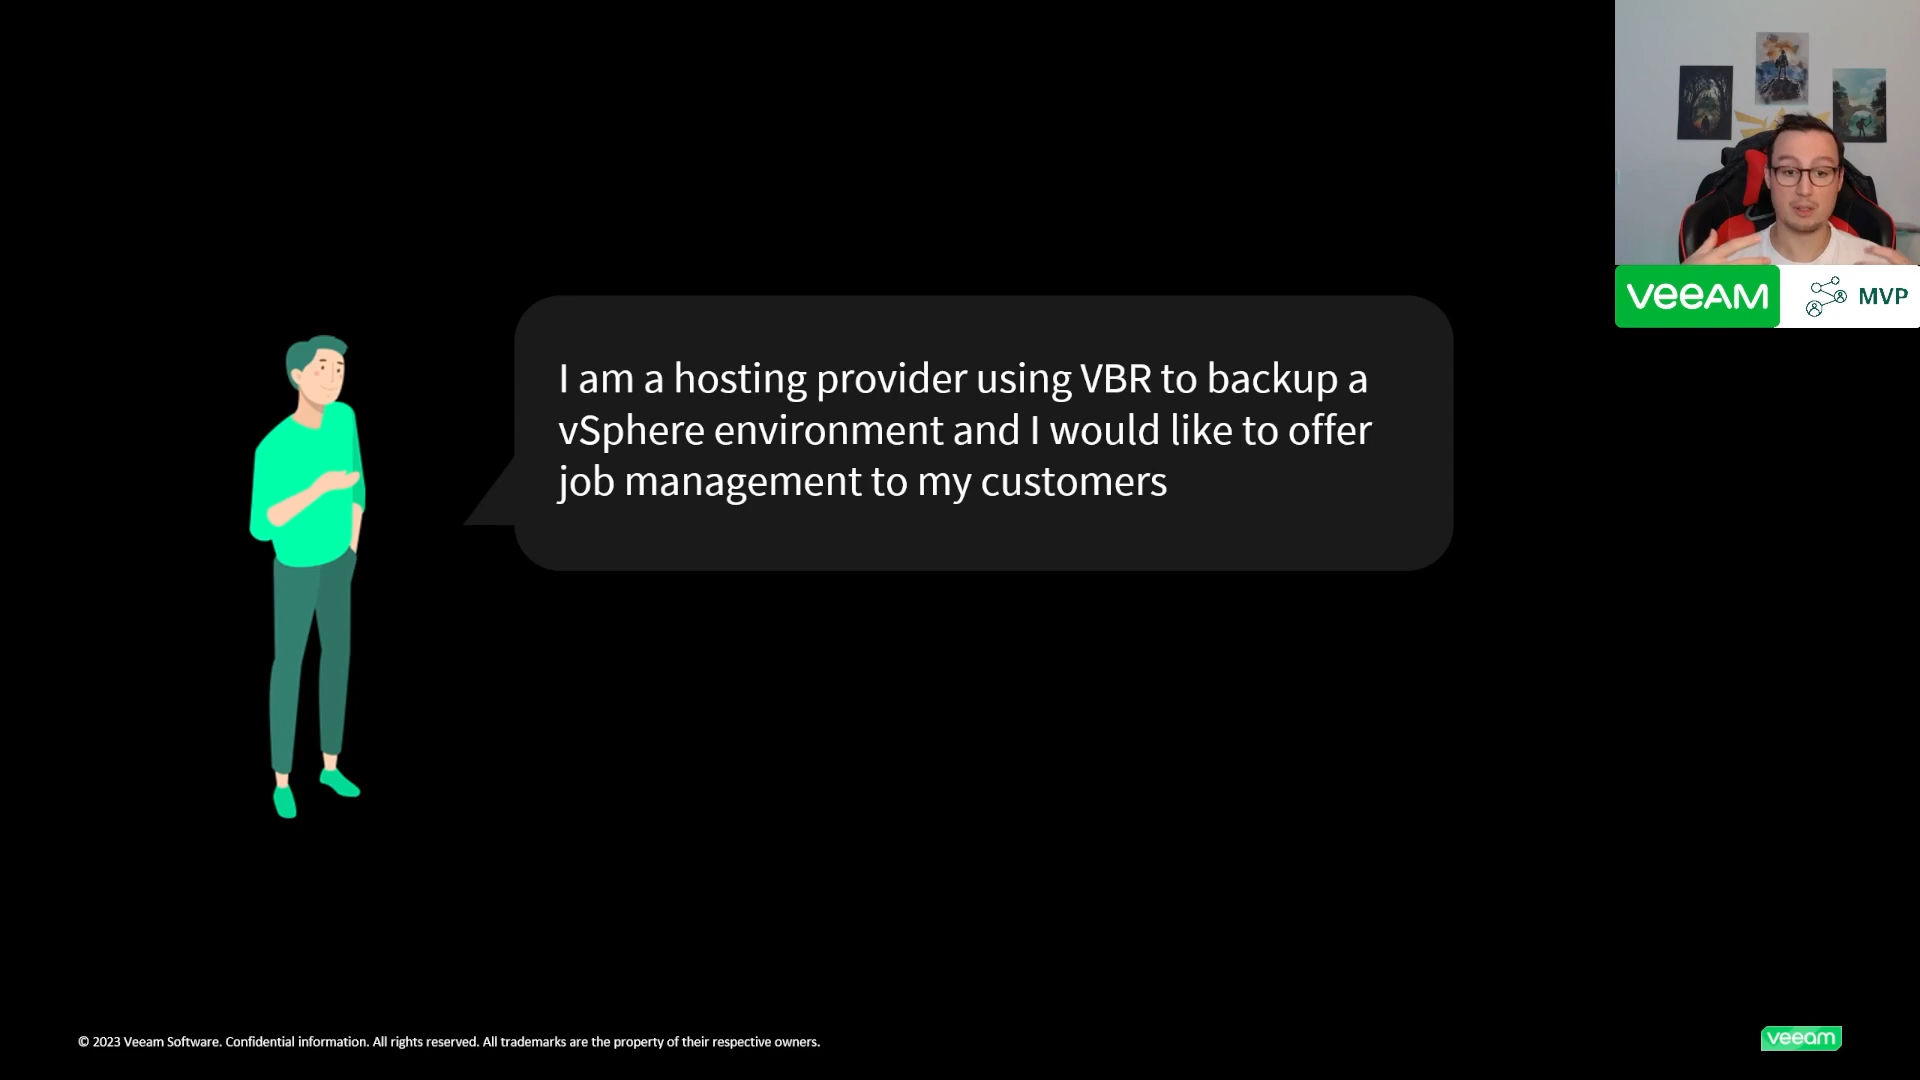 I am a hosting provider using VBR to backup a
vSphere environment and I would like to offer
job management to my customers
veeAM
MVP
© 2023 Veeam Software. Confidential information. All rights reserved. All trademarks are the property of their respective owners.
veeam